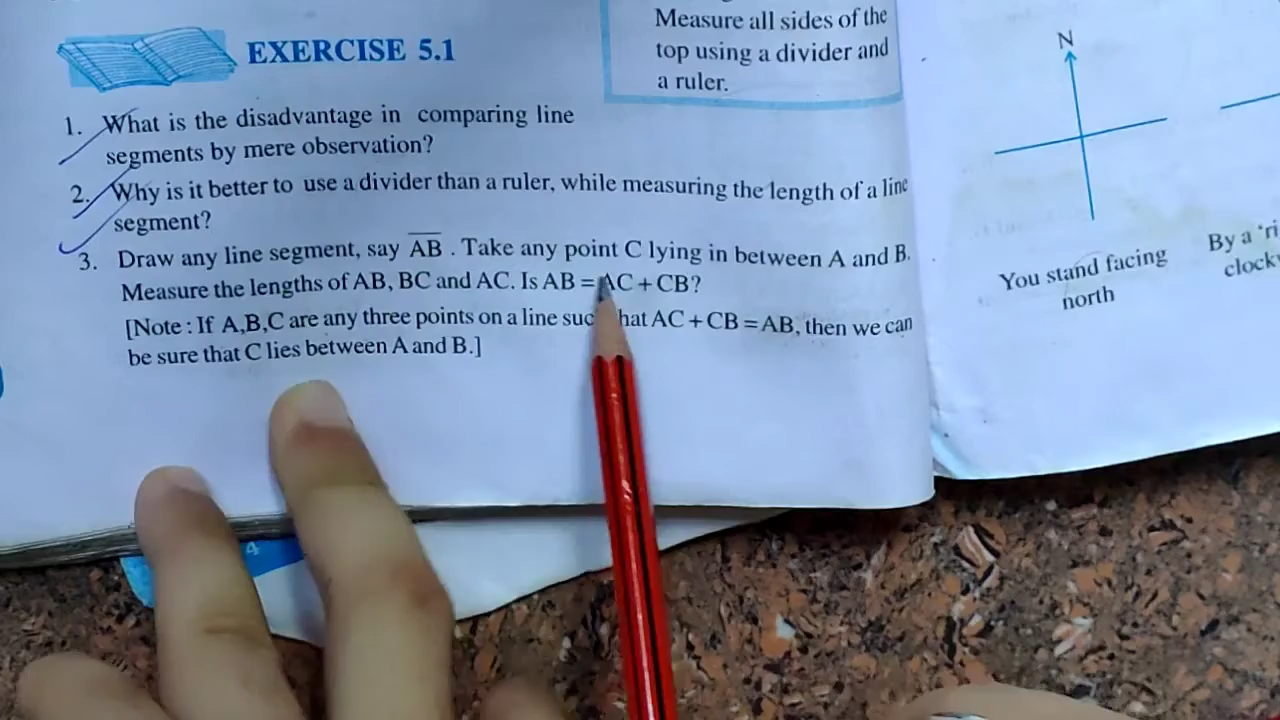 EXERCISE 5.1
Measure all sides of the
top using a divider and
a ruler.
1. What is the disadvantage in comparing line
segments by mere observation?
2. Why is it better to use a divider than a ruler, while measuring the length of a line
segment?
3. Draw any line segment, say AB. Take any point C lying in between A and B.
Measure the lengths of AB, BC and AC. Is AB = AC + CB?
[Note : If A,B,C are any three points on a line such that AC + CB = AB, then we can
be sure that C lies between A and B.]
4
N
You stand facing
north
By a